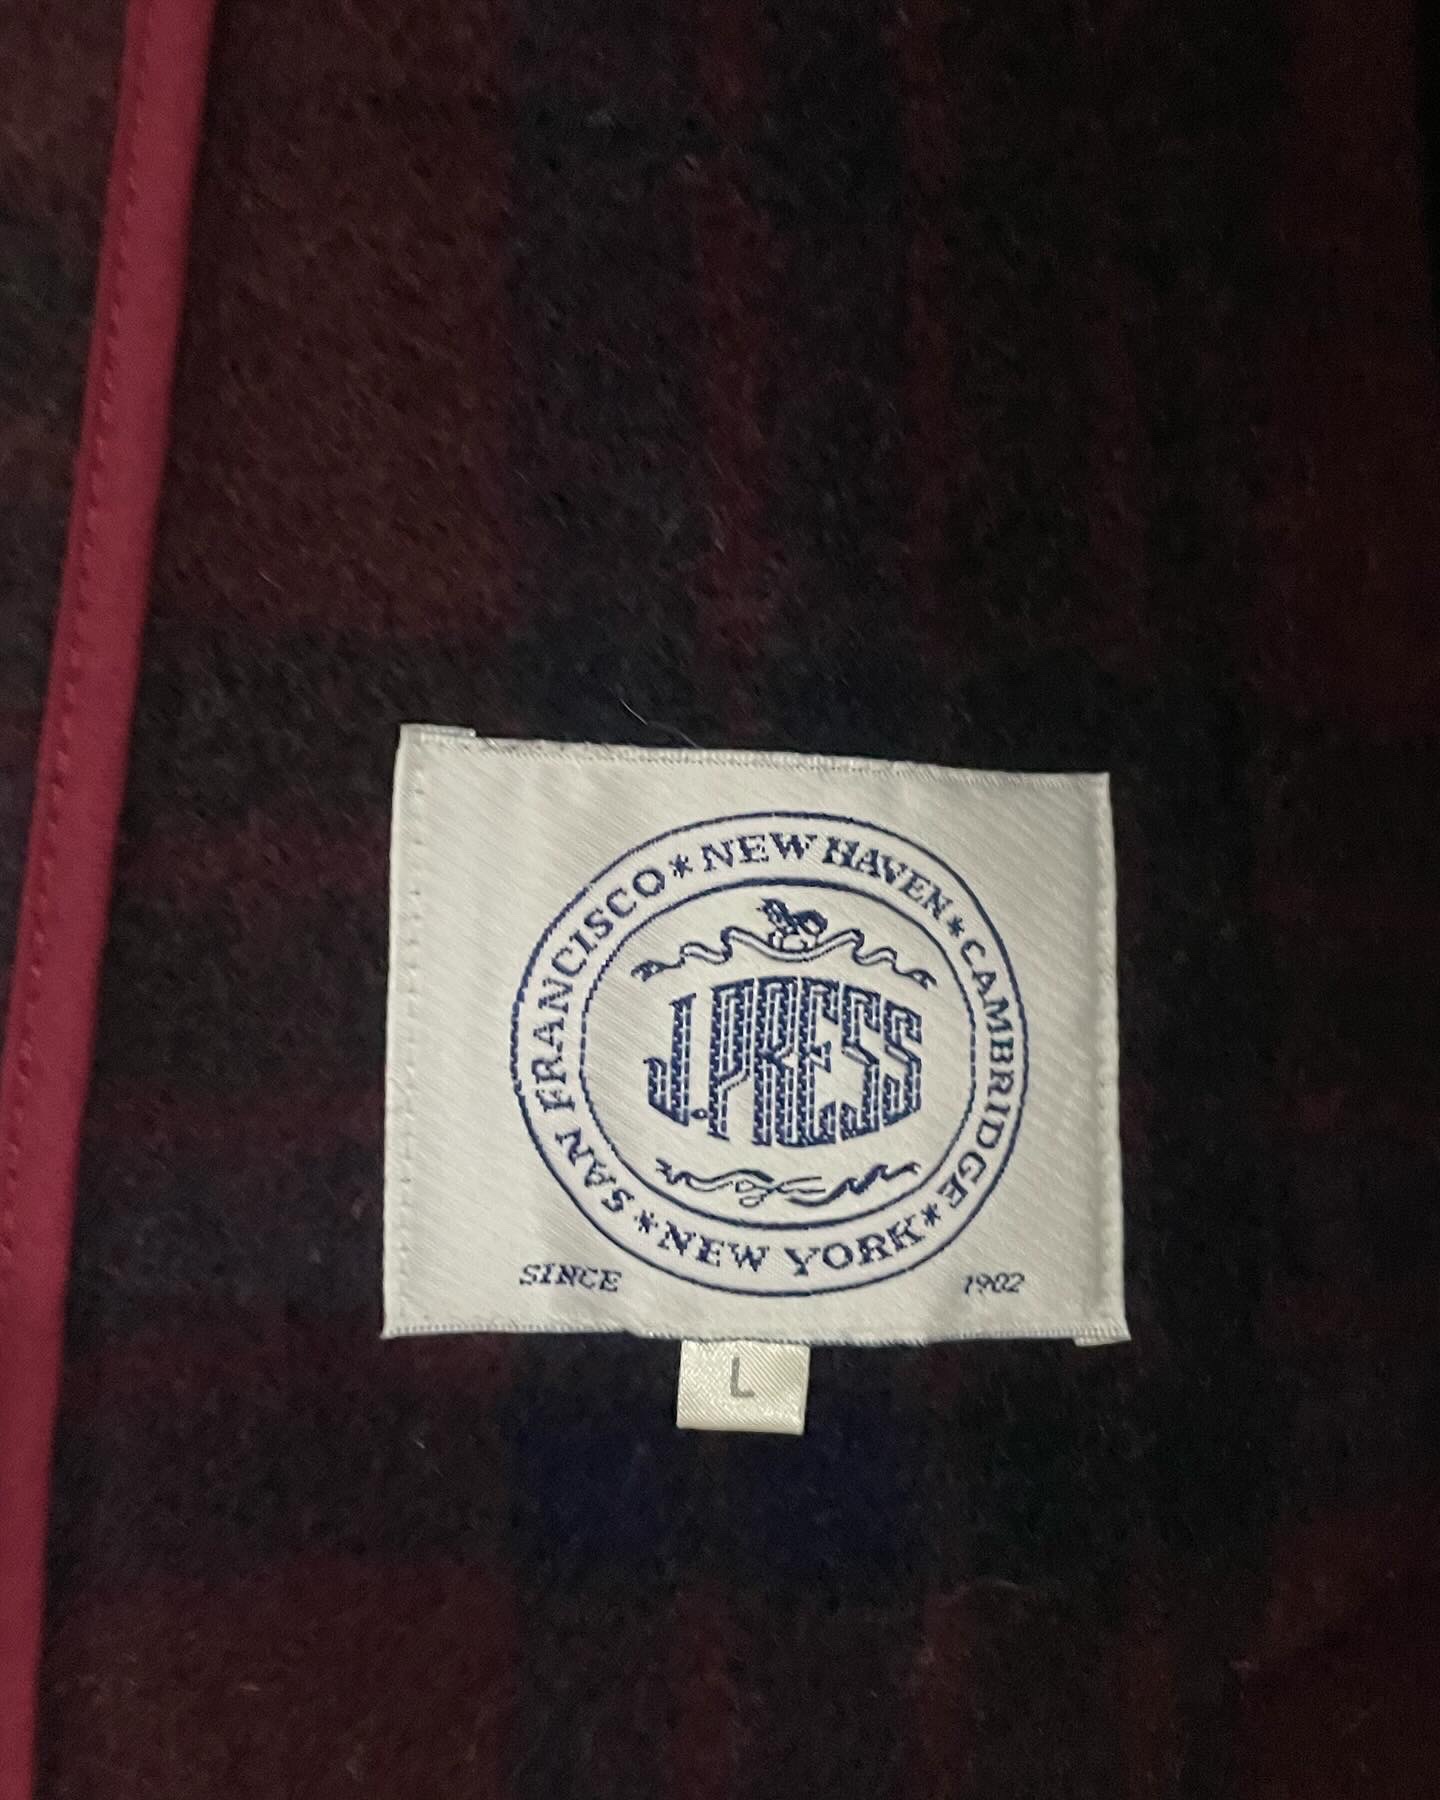 SAN FRANCISCO * NEW HAVEN * CAMBRIDGE * NEW YORK *
J.PRESS
SINCE 1902
L